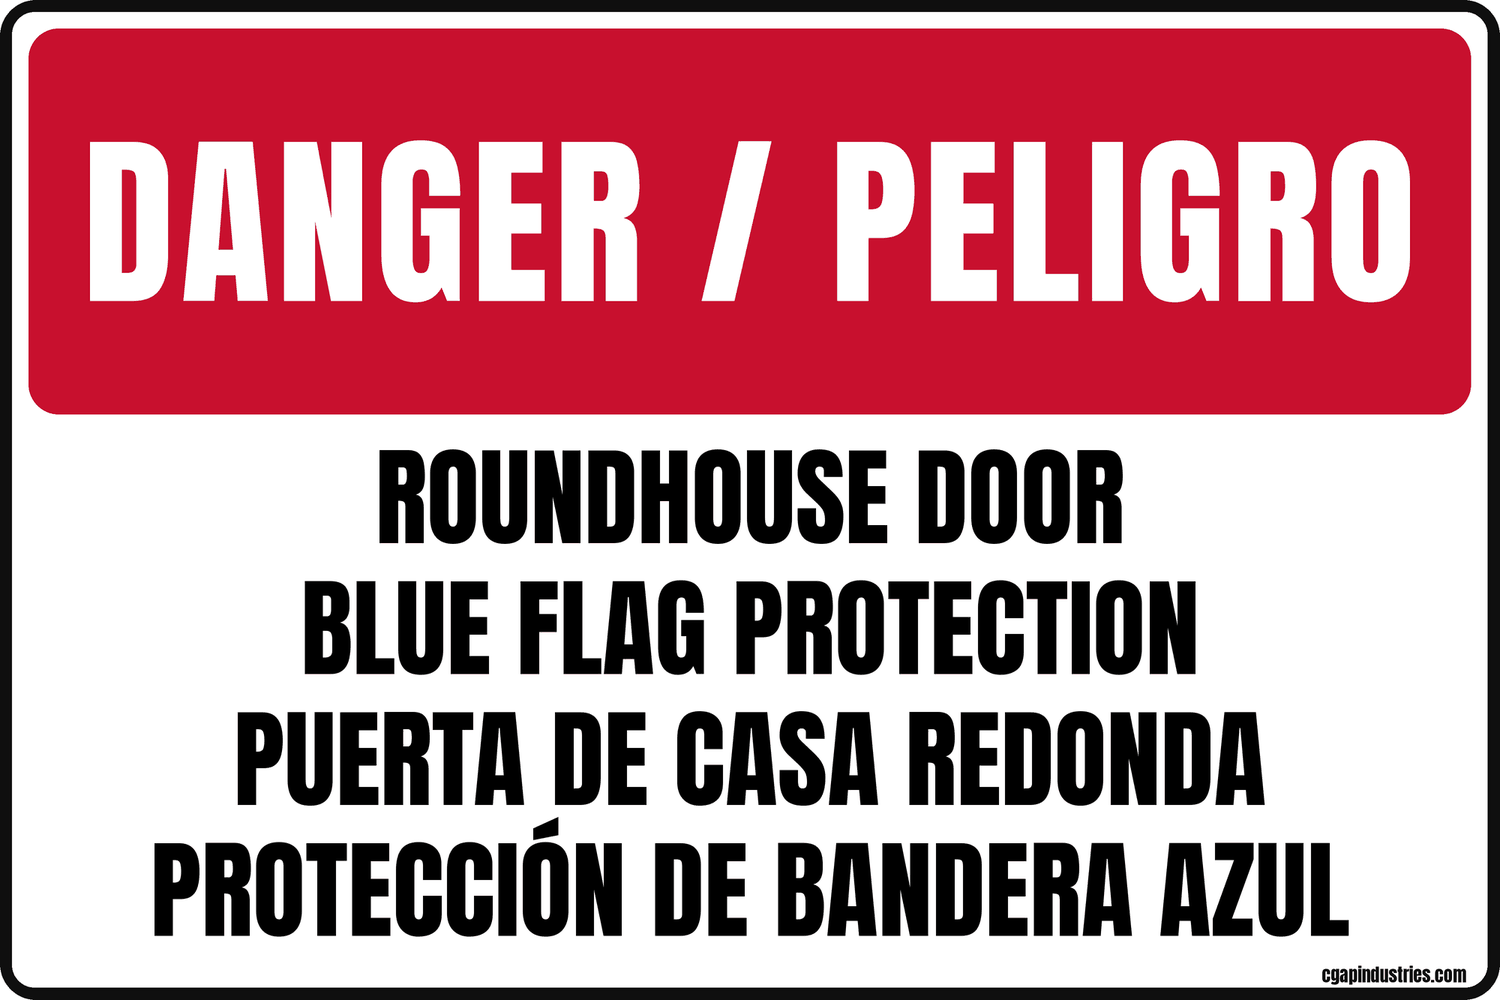 DANGER / PELIGRO
ROUNDHOUSE DOOR
BLUE FLAG PROTECTION
PUERTA DE CASA REDONDA
PROTECCIÓN DE BANDERA AZUL
cgapindustries.com